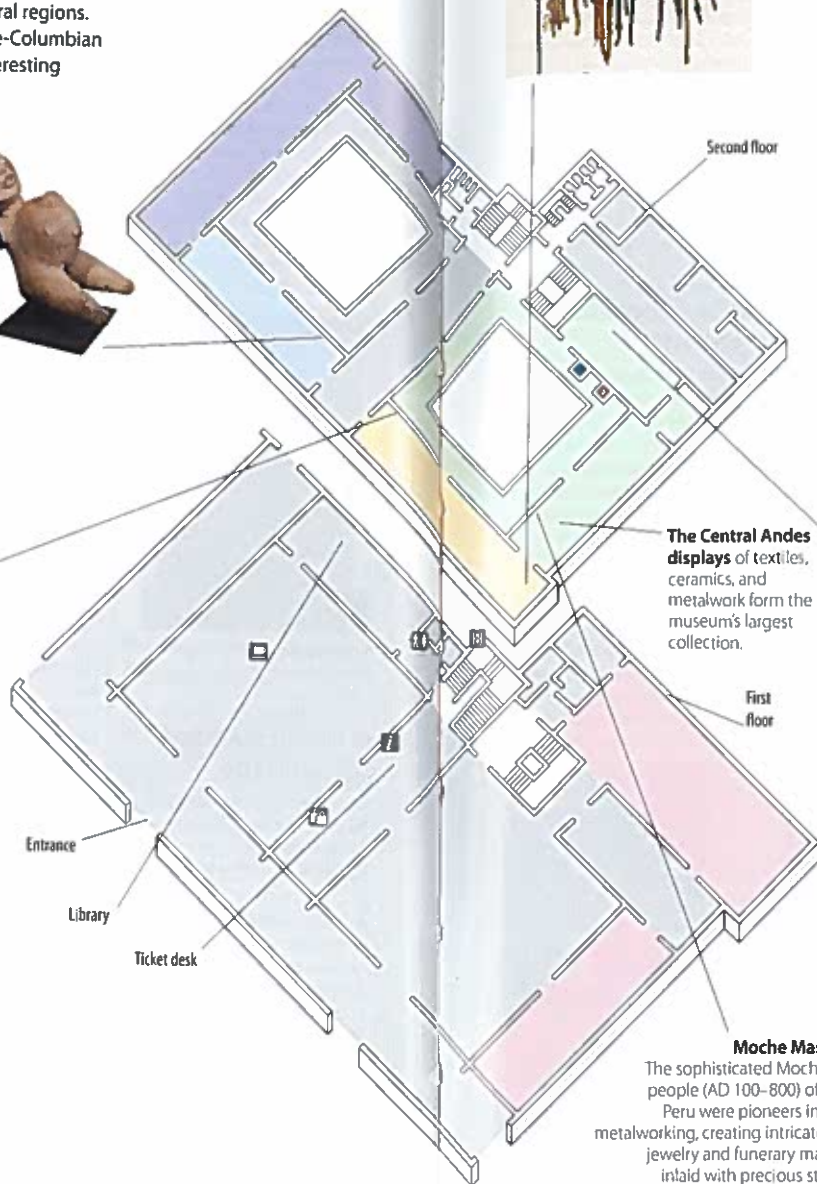 ral regions.
e-Columbian
eresting
Second floor
The Central Andes
displays of textiles,
ceramics, and
metalwork form the
museum's largest
collection.
First
floor
Entrance
Library
Ticket desk
Moche Mas
The sophisticated Moch
people (AD 100–800) of
Peru were pioneers in
metalworking, creating intricat
jewelry and funerary ma
inlaid with precious st